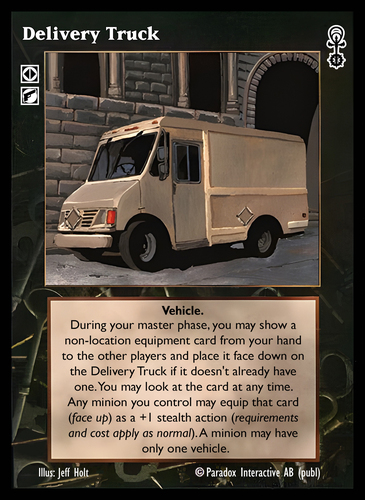 Delivery Truck
Vehicle.
During your master phase, you may show a
non-location equipment card from your hand
to the other players and place it face down on
the Delivery Truck if it doesn't already have
one. You may look at the card at any time.
Any minion you control may equip that card
(face up) as a +1 stealth action (requirements
and cost apply as normal). A minion may have
only one vehicle.
Illus: Jeff Holt
© Paradox Interactive AB (publ)